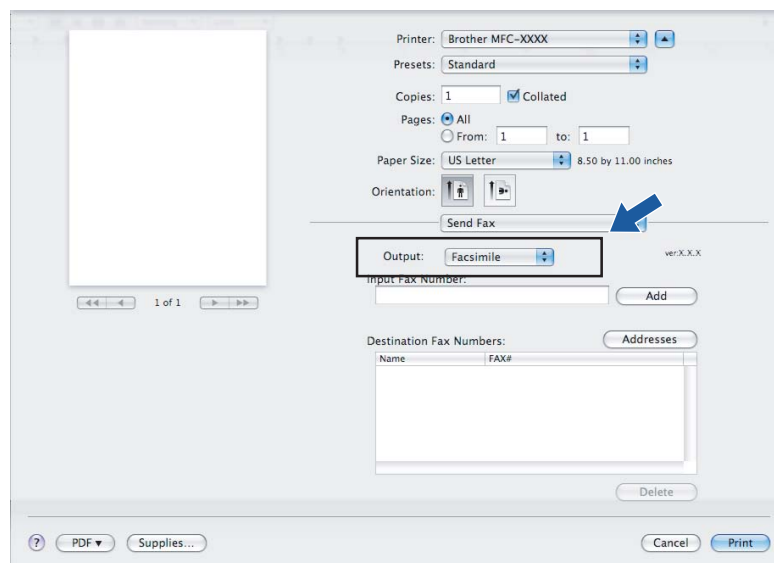 Printer: Brother MFC-XXXX
Presets: Standard
Copies: 1 Collated
Pages: All
From: 1 to: 1
Paper Size: US Letter 8.50 by 11.00 inches
Orientation:
Send Fax
Output: Facsimile ver:X.X.X
Input Fax Number:
Add
1 of 1
Destination Fax Numbers: Addresses
Name FAX#
Delete
? PDF Supplies... Cancel Print